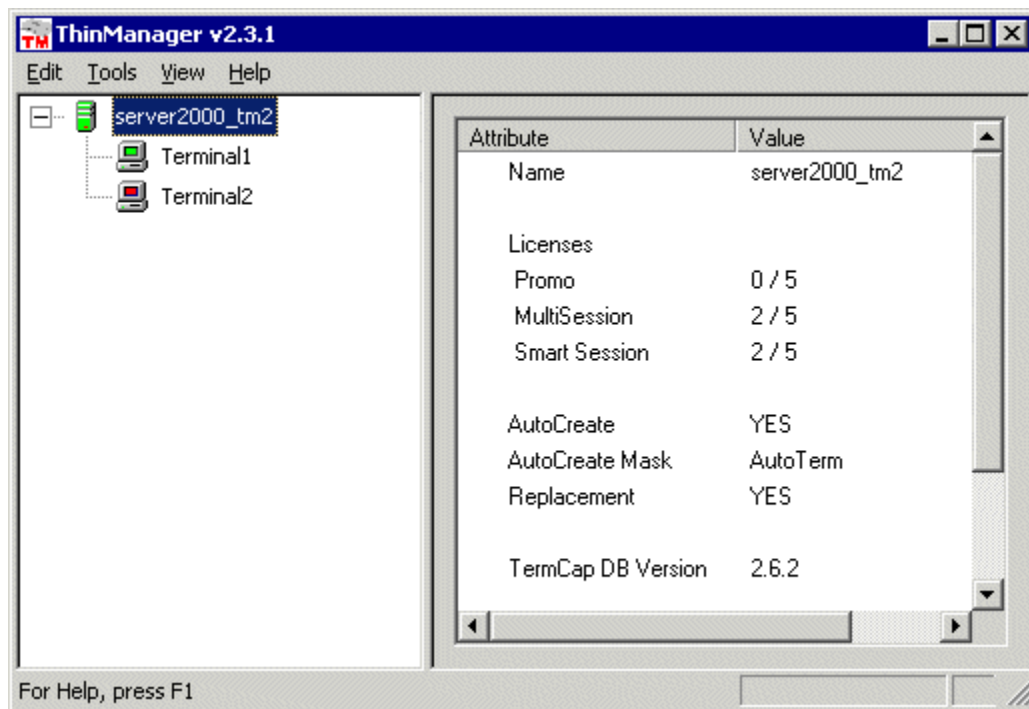 TM ThinManager v2.3.1
Edit Tools View Help
server2000_tm2
Terminal1
Terminal2
Attribute Value
Name server2000_tm2
Licenses
Promo 0 / 5
MultiSession 2 / 5
Smart Session 2 / 5
AutoCreate YES
AutoCreate Mask AutoTerm
Replacement YES
TermCap DB Version 2.6.2
For Help, press F1